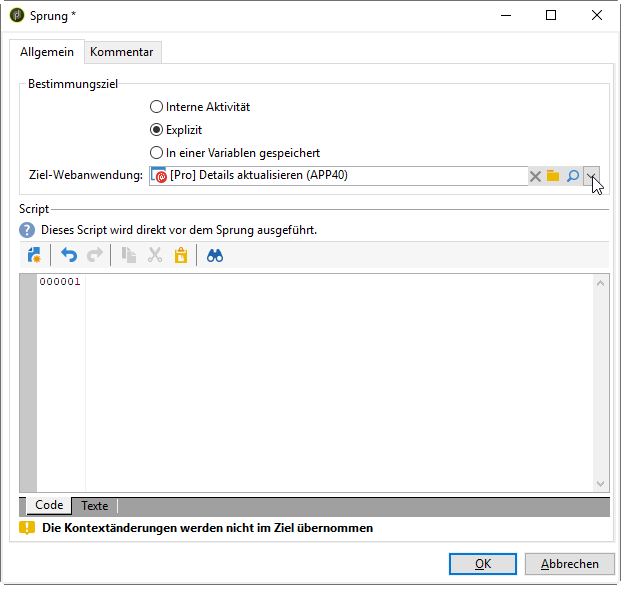 Sprung *
Allgemein
Kommentar
Bestimmungsziel
Interne Aktivität
Explizit
In einer Variablen gespeichert
Ziel-Webanwendung: [Pro] Details aktualisieren (APP40)
Script
Dieses Script wird direkt vor dem Sprung ausgeführt.
000001
Code
Texte
Die Kontextänderungen werden nicht im Ziel übernommen
OK
Abbrechen